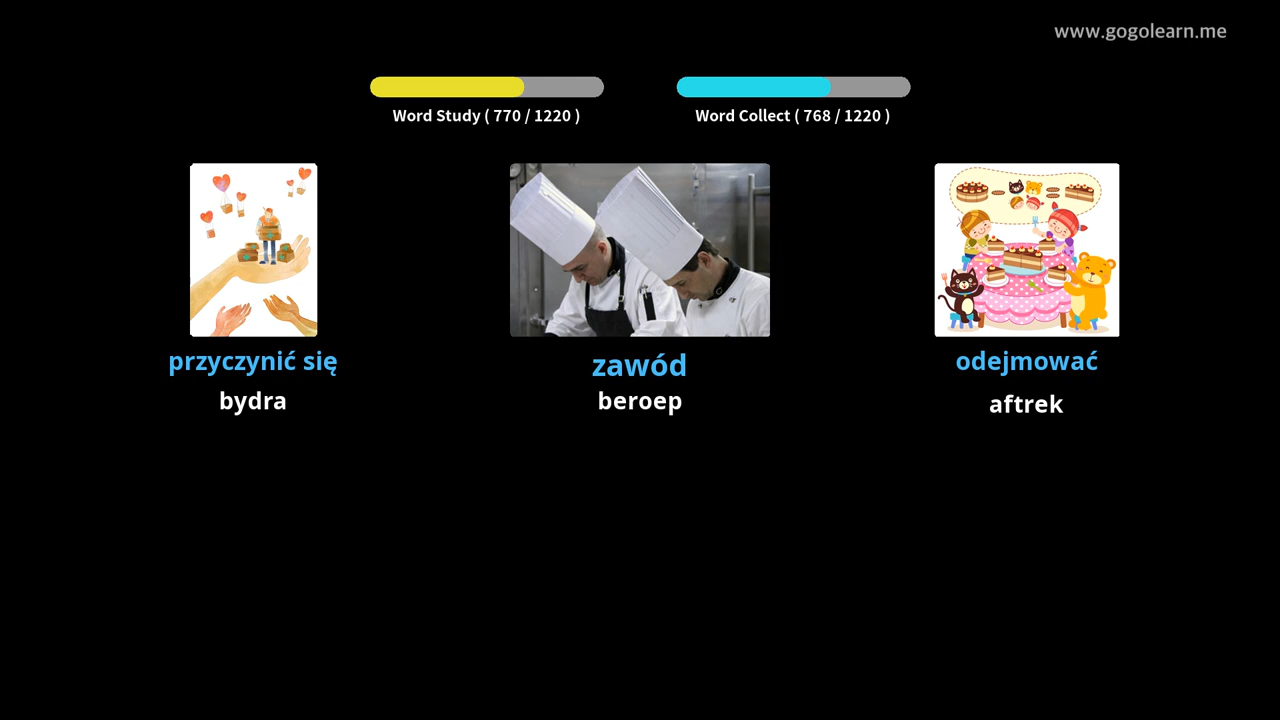 www.gogolearn.me
Word Study ( 770 / 1220 )
Word Collect ( 768 / 1220 )
przyczynić się
zawód
odejmować
bydra
beroep
aftrek